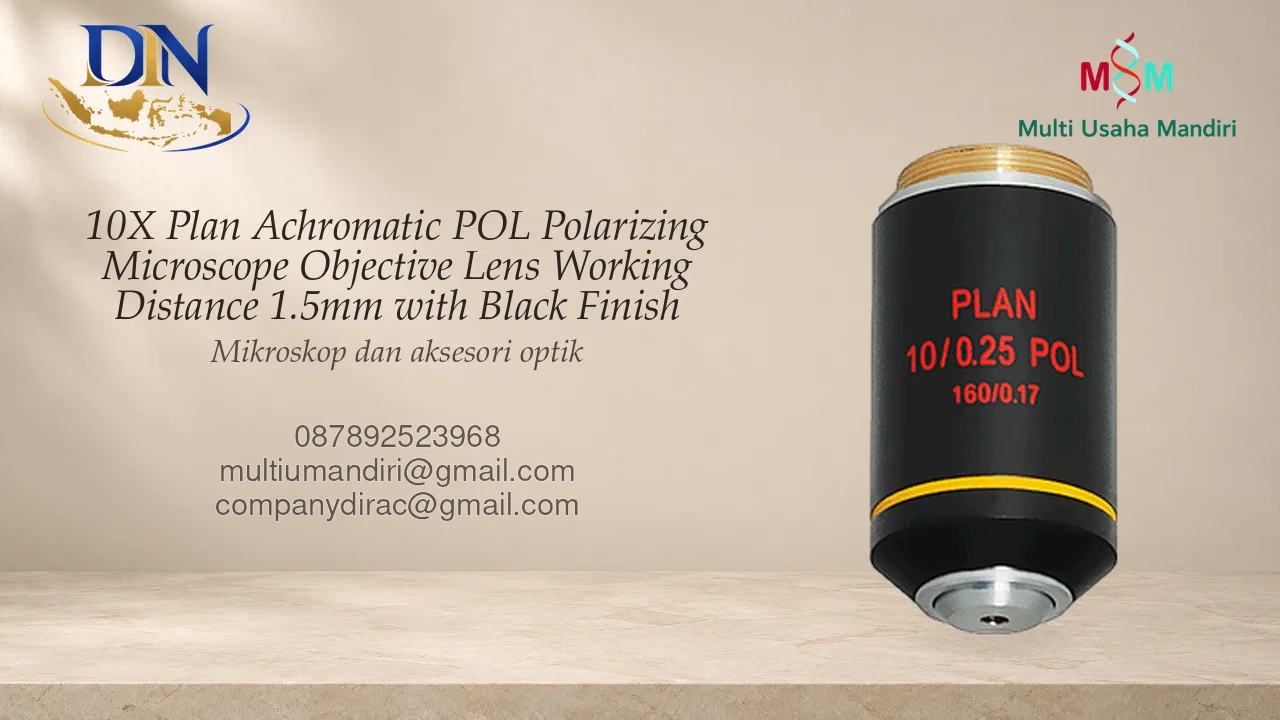 DN
M8M
Multi Usaha Mandiri
10X Plan Achromatic POL Polarizing
Microscope Objective Lens Working
Distance 1.5mm with Black Finish
Mikroskop dan aksesori optik
087892523968
multiumandiri@gmail.com
companydirac@gmail.com
PLAN
10/0.25 POL
160/0.17